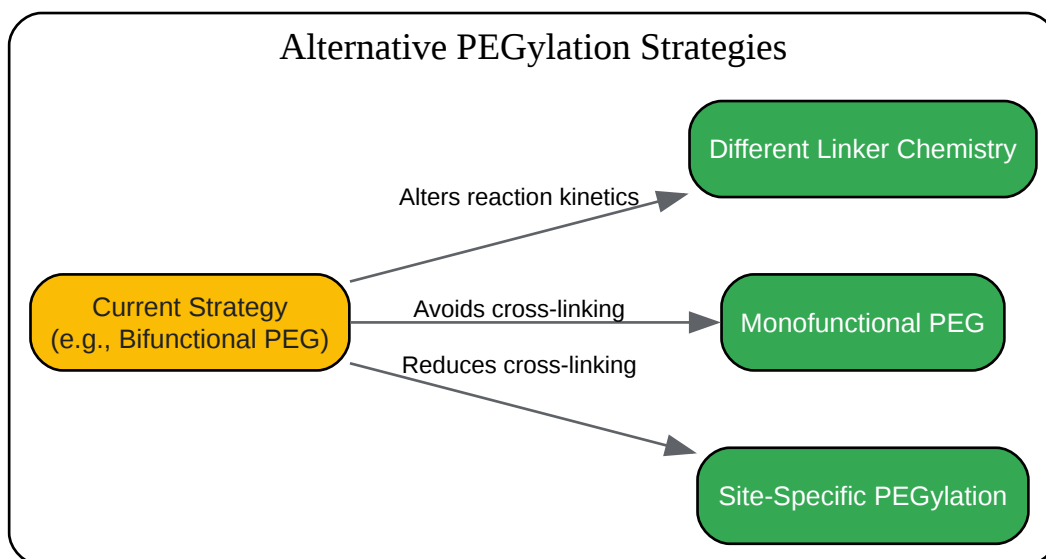 Alternative PEGylation Strategies
Different Linker Chemistry
Alters reaction kinetics
Current Strategy
(e.g., Bifunctional PEG)
Avoids cross-linking
Monofunctional PEG
Reduces cross-linking
Site-Specific PEGylation